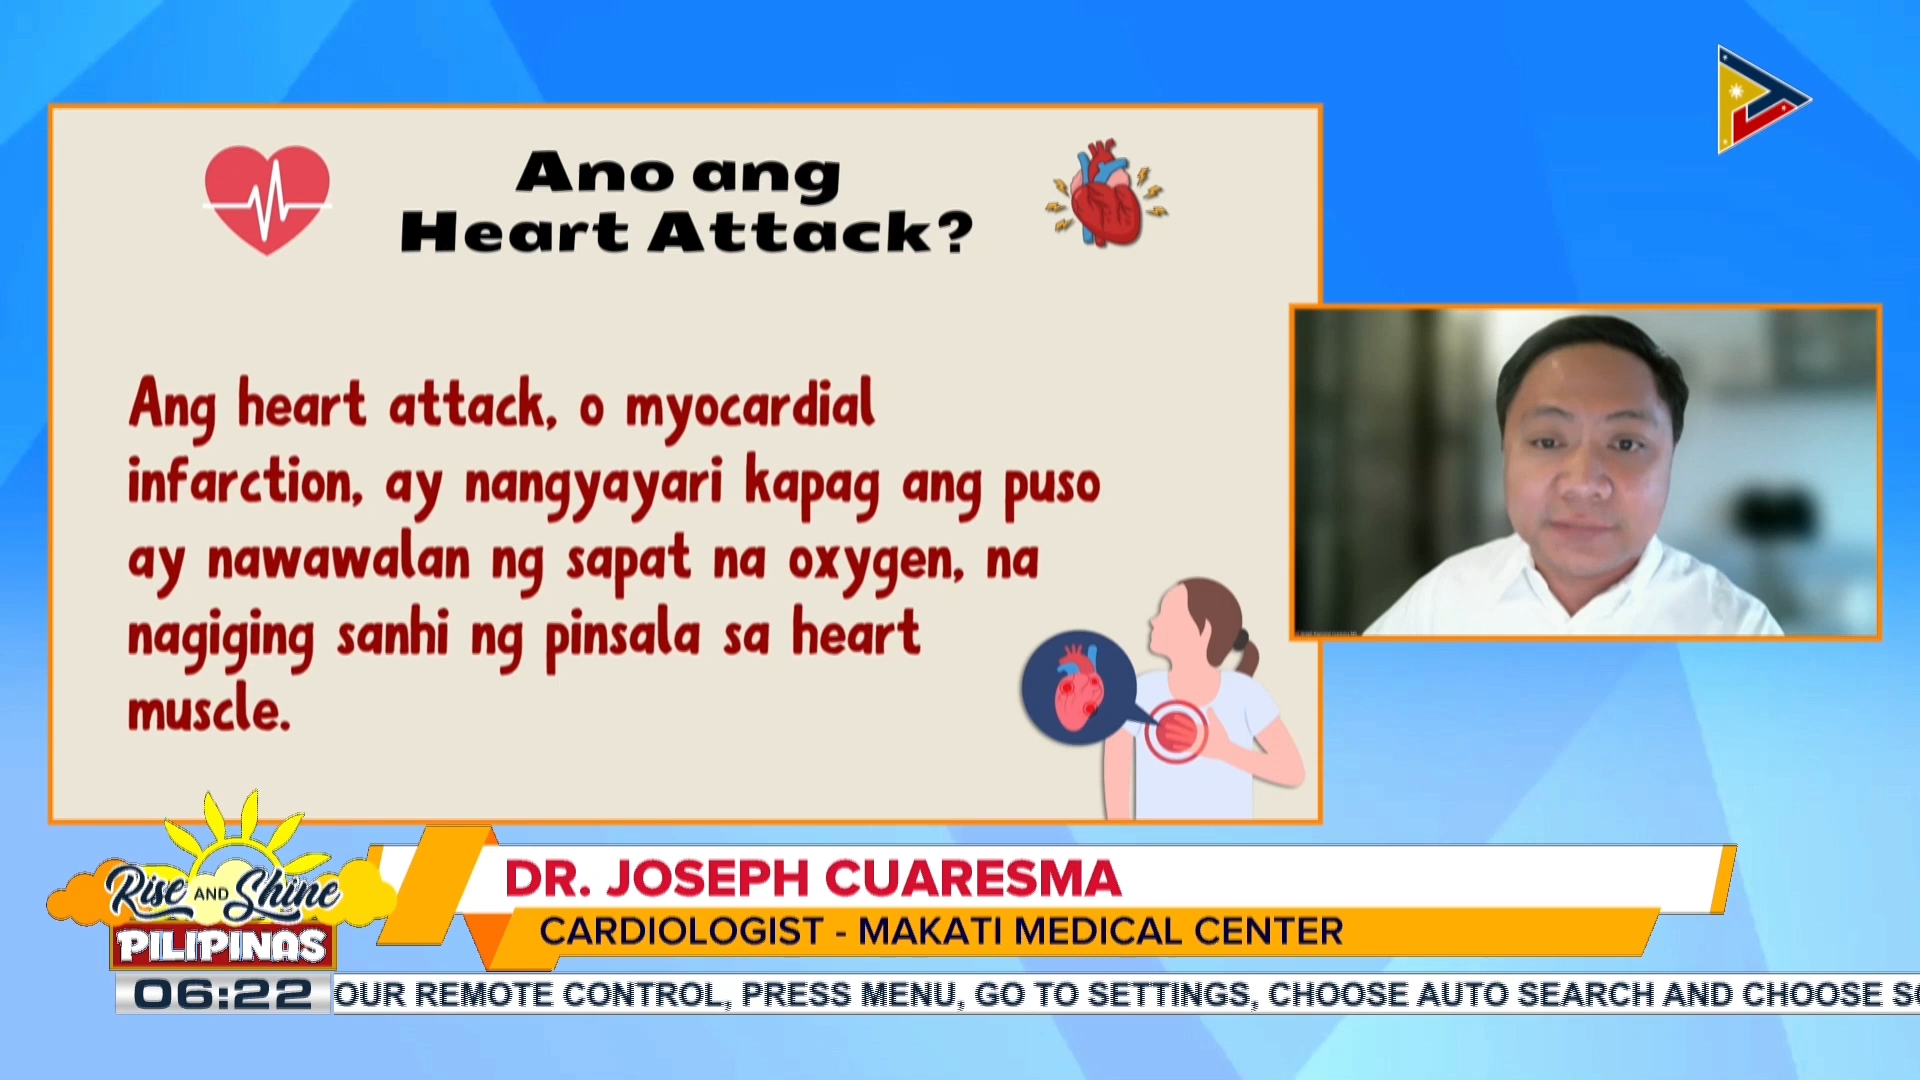 Ano ang
Heart Attack?
Ang heart attack, o myocardial
infarction, ay nangyayari kapag ang puso
ay nawawalan ng sapat na oxygen, na
nagiging sanhi ng pinsala sa heart
muscle.
Rise AND Shine
PILIPINAS
DR. JOSEPH CUARESMA
CARDIOLOGIST - MAKATI MEDICAL CENTER
06:22
OUR REMOTE CONTROL, PRESS MENU, GO TO SETTINGS, CHOOSE AUTO SEARCH AND CHOOSE